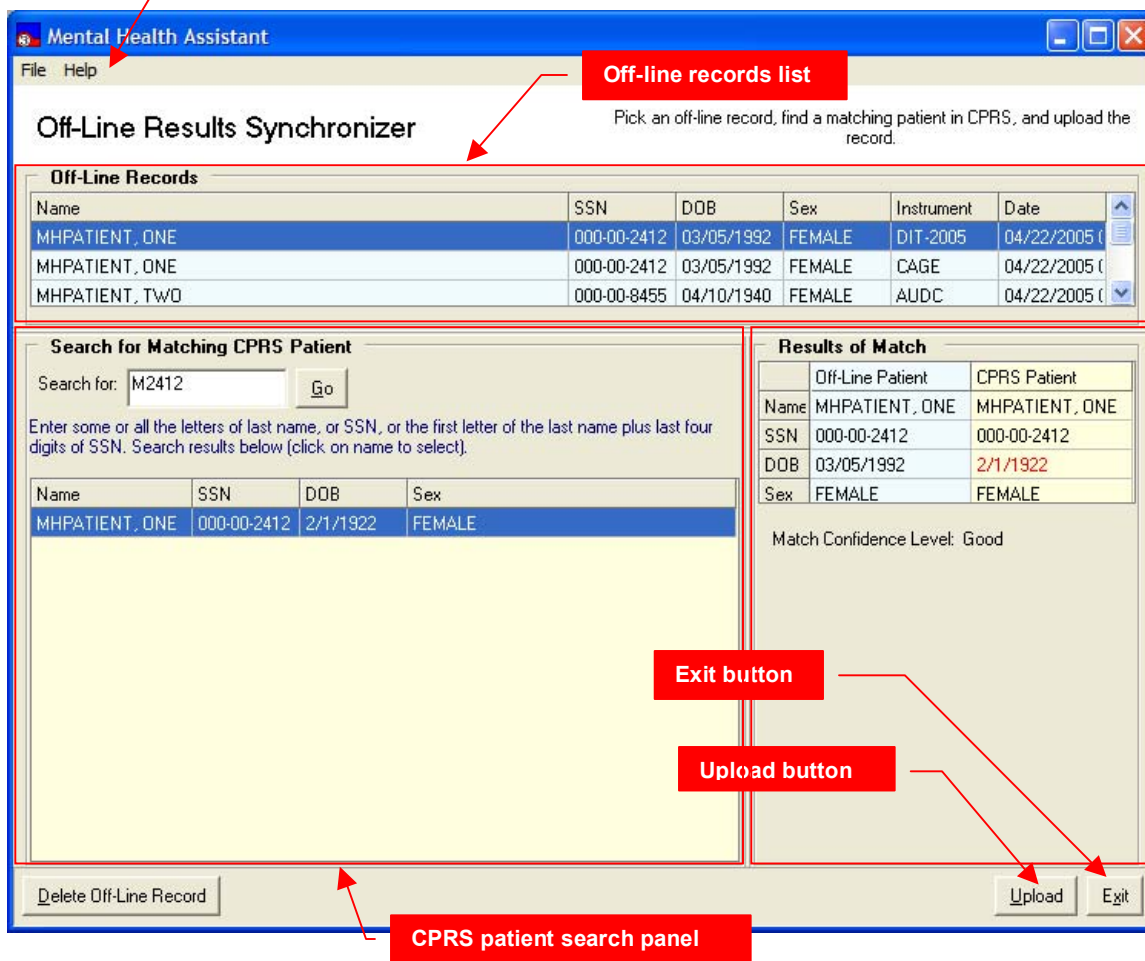 Mental Health Assistant
File Help
Off-line records list
Off-Line Results Synchronizer
Pick an off-line record, find a matching patient in CPRS, and upload the
record.
Off-Line Records
Name SSN DOB Sex Instrument Date
MHPATIENT, ONE 000-00-2412 03/05/1992 FEMALE DIT-2005 04/22/2005 (
MHPATIENT, ONE 000-00-2412 03/05/1992 FEMALE CAGE 04/22/2005 (
MHPATIENT, TWO 000-00-8455 04/10/1940 FEMALE AUDC 04/22/2005 (
Search for Matching CPRS Patient
Search for: M2412 Go
Enter some or all the letters of last name, or SSN, or the first letter of the last name plus last four
digits of SSN. Search results below (click on name to select).
Name SSN DOB Sex
MHPATIENT, ONE 000-00-2412 2/1/1922 FEMALE
Results of Match
Off-Line Patient CPRS Patient
Name MHPATIENT, ONE MHPATIENT, ONE
SSN 000-00-2412 000-00-2412
DOB 03/05/1992 2/1/1922
Sex FEMALE FEMALE
Match Confidence Level: Good
Exit button
Upload button
Delete Off-Line Record
Upload Exit
CPRS patient search panel